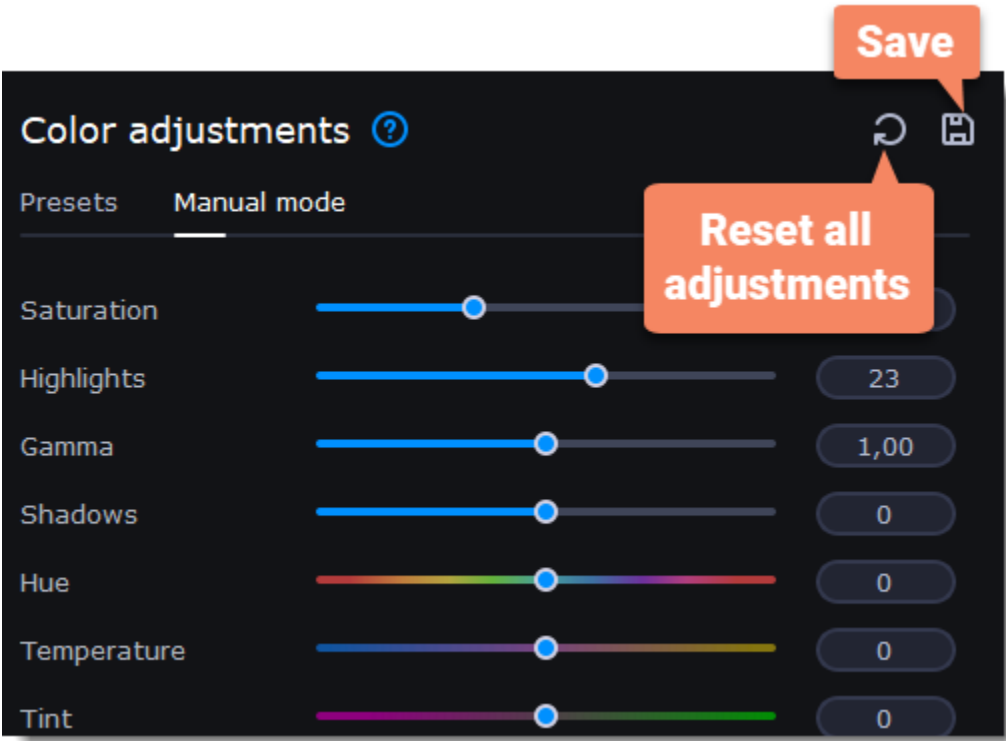 Save
Color adjustments ?
Presets Manual mode
Reset all
adjustments
Saturation
Highlights 23
Gamma 1,00
Shadows 0
Hue 0
Temperature 0
Tint 0